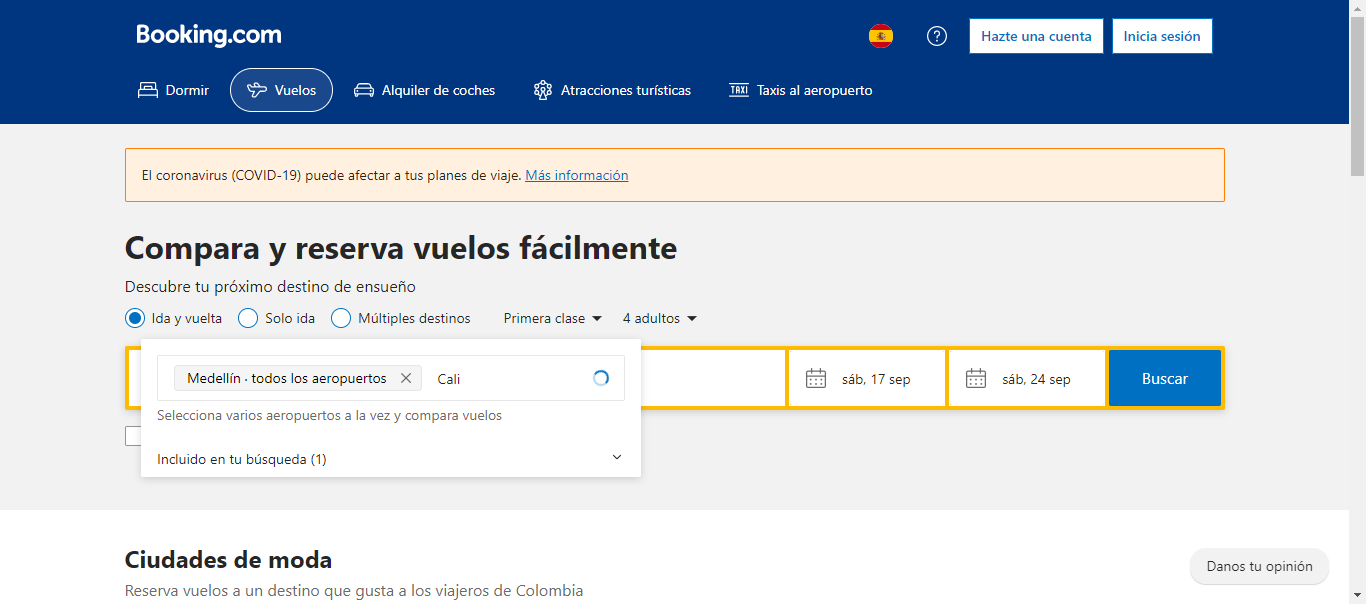 Booking.com
Hazte una cuenta
Inicia sesión
Dormir
Vuelos
Alquiler de coches
Atracciones turísticas
TAXI
Taxis al aeropuerto
El coronavirus (COVID-19) puede afectar a tus planes de viaje. Más información
Compara y reserva vuelos fácilmente
Descubre tu próximo destino de ensueño
Ida y vuelta
Solo ida
Múltiples destinos
Primera clase
4 adultos
Medellín · todos los aeropuertos
Cali
sáb, 17 sep
sáb, 24 sep
Buscar
Selecciona varios aeropuertos a la vez y compara vuelos
Incluido en tu búsqueda (1)
Ciudades de moda
Danos tu opinión
Reserva vuelos a un destino que gusta a los viajeros de Colombia